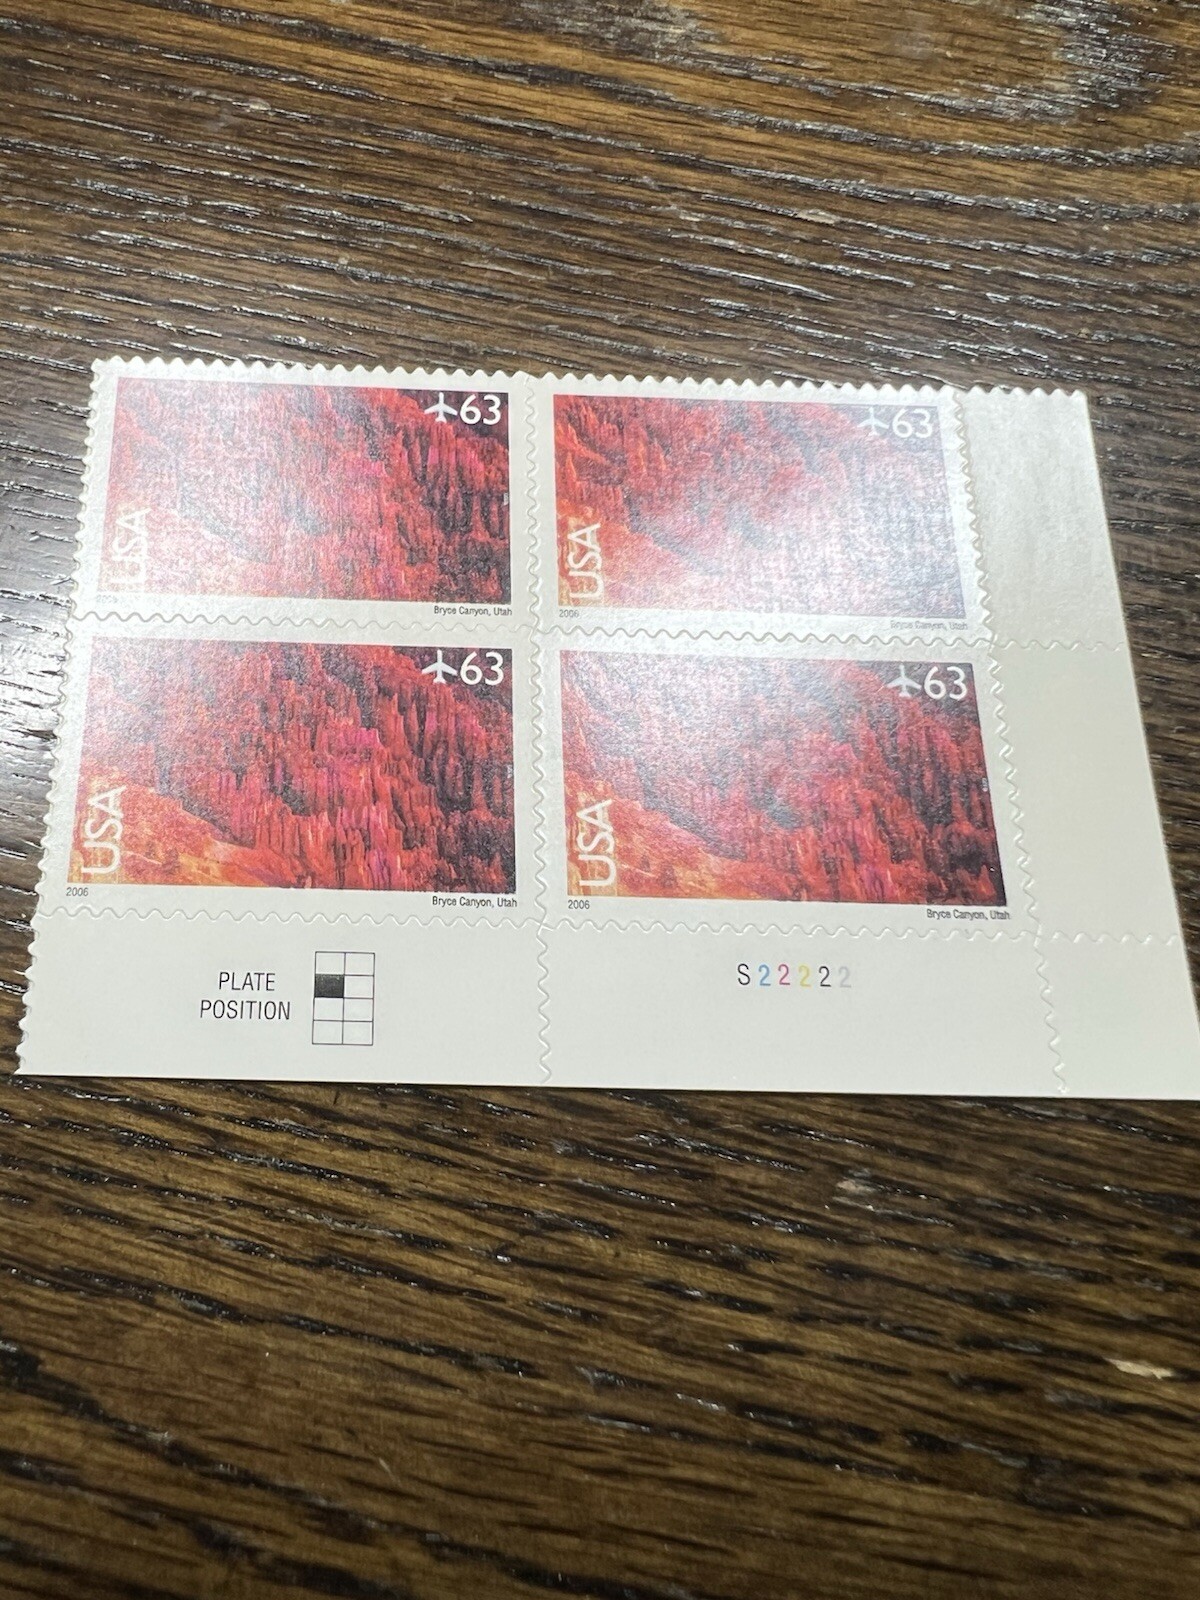 63
USA
2006
Bryce Canyon, Utah
63
USA
2006
Bryce Canyon, Utah
63
USA
2006
Bryce Canyon, Utah
63
USA
2006
Bryce Canyon, Utah
PLATE
POSITION
S22222